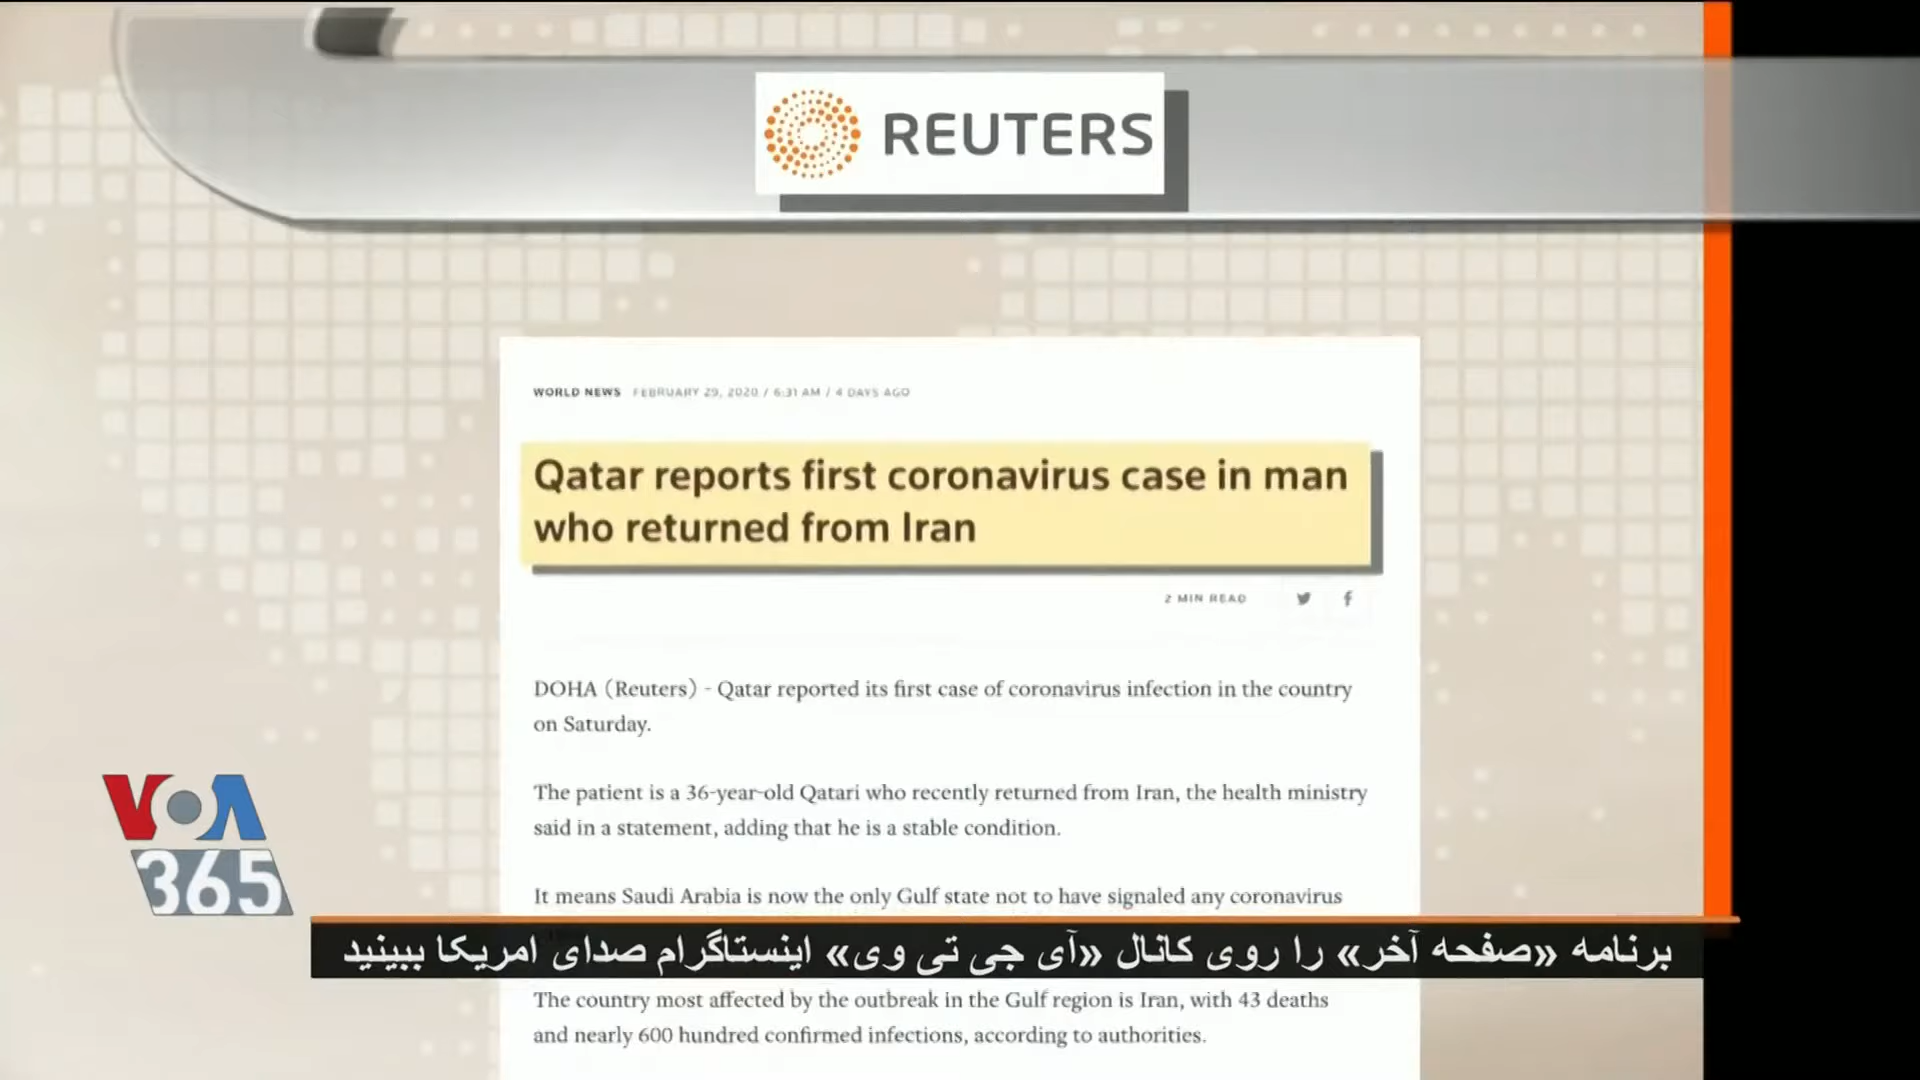 REUTERS
WORLD NEWS FEBRUARY 29, 2020 / 6:31 AM / 4 DAYS AGO
Qatar reports first coronavirus case in man
who returned from Iran
2 MIN READ
DOHA (Reuters) - Qatar reported its first case of coronavirus infection in the country
on Saturday.
The patient is a 36-year-old Qatari who recently returned from Iran, the health ministry
said in a statement, adding that he is a stable condition.
It means Saudi Arabia is now the only Gulf state not to have signaled any coronavirus
VOA
365
برنامه «صفحه آخر» را روی کانال «آی جی تی وی» اینستاگرام صدای امریکا ببینید
The country most affected by the outbreak in the Gulf region is Iran, with 43 deaths
and nearly 600 hundred confirmed infections, according to authorities.